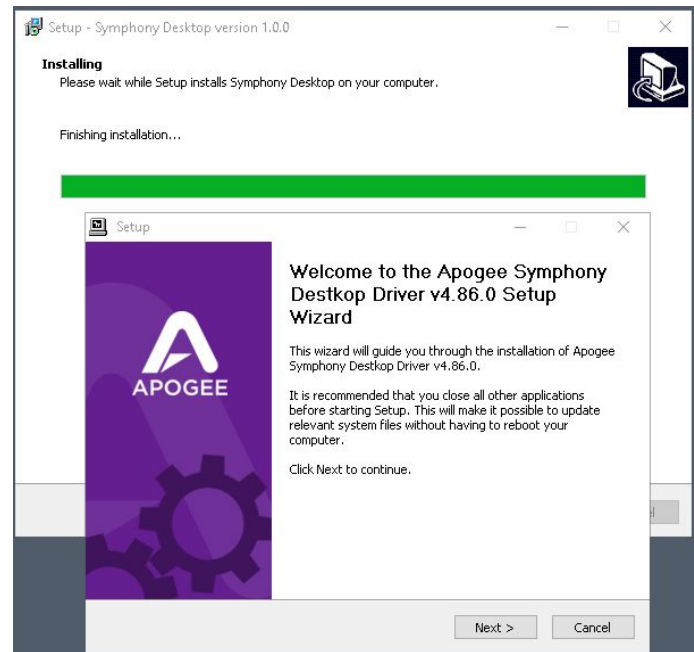 Setup - Symphony Desktop version 1.0.0
Installing
Please wait while Setup installs Symphony Desktop on your computer.
Finishing installation...
Setup
Welcome to the Apogee Symphony
Destkop Driver v4.86.0 Setup
Wizard
This wizard will guide you through the installation of Apogee
Symphony Destkop Driver v4.86.0.
It is recommended that you close all other applications
before starting Setup. This will make it possible to update
relevant system files without having to reboot your
computer.
Click Next to continue.
APOGEE
Next >
Cancel